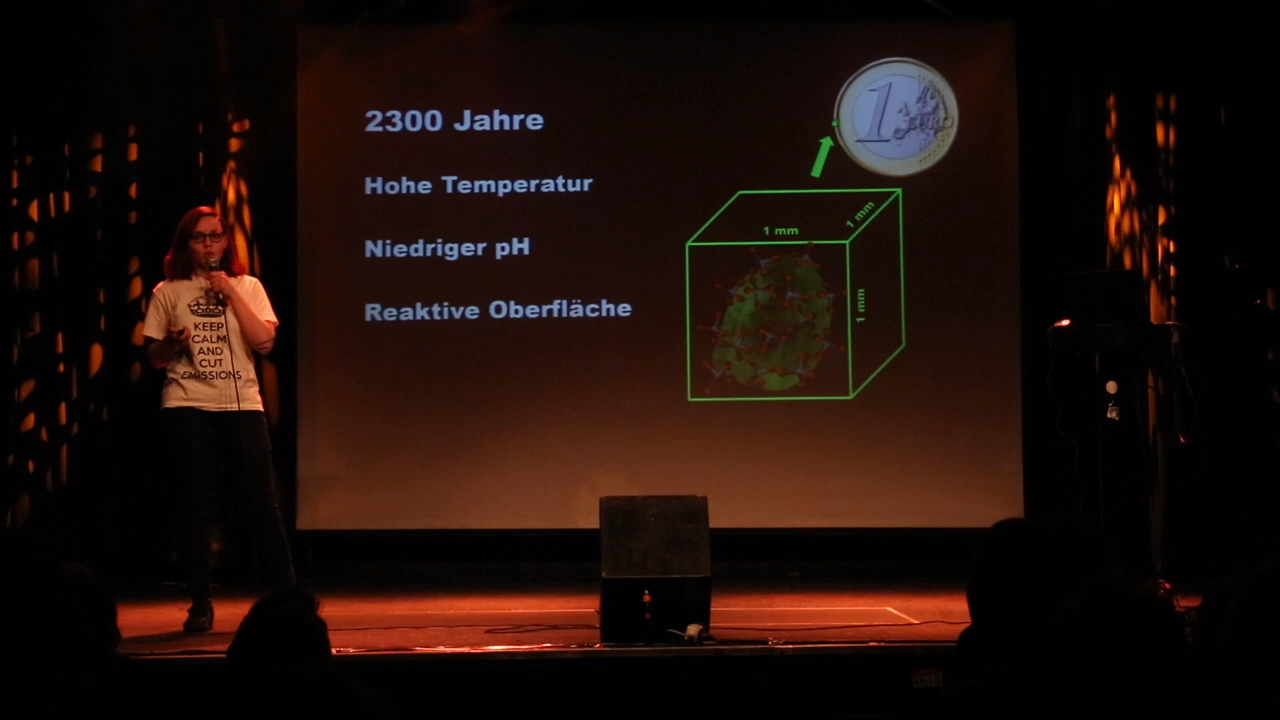 2300 Jahre
Hohe Temperatur
Niedriger pH
Reaktive Oberfläche
1
EURO
1 mm
1 mm
1 mm
KEEP
CALM
AND
CUT
EMISSIONS